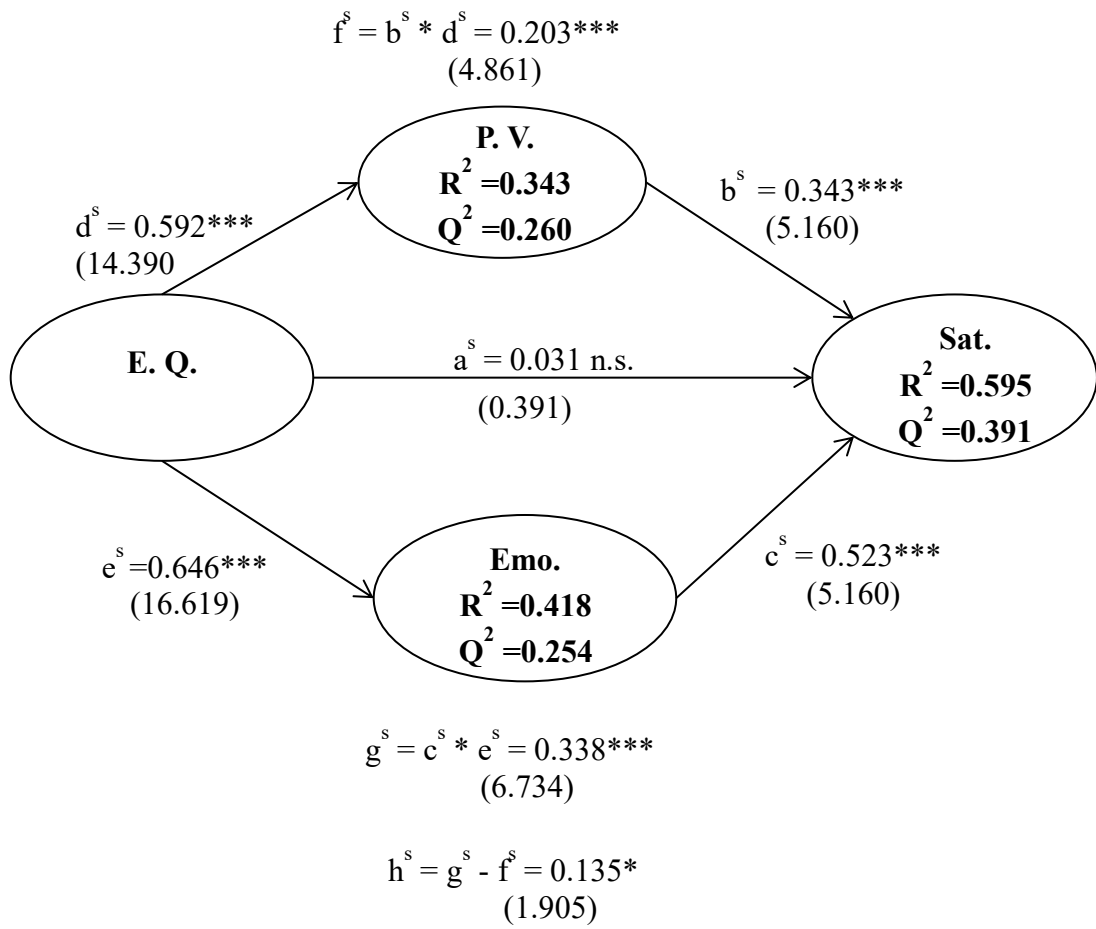 f^s = b^s * d^s = 0.203***
(4.861)
P. V.
R^2 =0.343
Q^2 =0.260
d^s = 0.592***
(14.390
b^s = 0.343***
(5.160)
E. Q.
a^s = 0.031 n.s.
(0.391)
Sat.
R^2 =0.595
Q^2 =0.391
e^s =0.646***
(16.619)
Emo.
R^2 =0.418
Q^2 =0.254
c^s = 0.523***
(5.160)
g^s = c^s * e^s = 0.338***
(6.734)
h^s = g^s - f^s = 0.135*
(1.905)